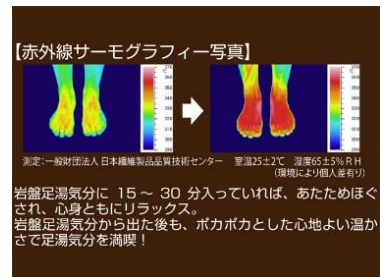 【赤外線サーモグラフィー写真】
測定：一般財団法人 日本繊維製品品質技術センター　室温25±2℃　湿度65±5％ＲＨ
（環境により個人差有り）
岩盤足湯気分に 15～ 30 分入っていれば、あたためほぐ
され、心身ともにリラックス。
岩盤足湯気分から出た後も、ポカポカとした心地よい温か
さで足湯気分を満喫！